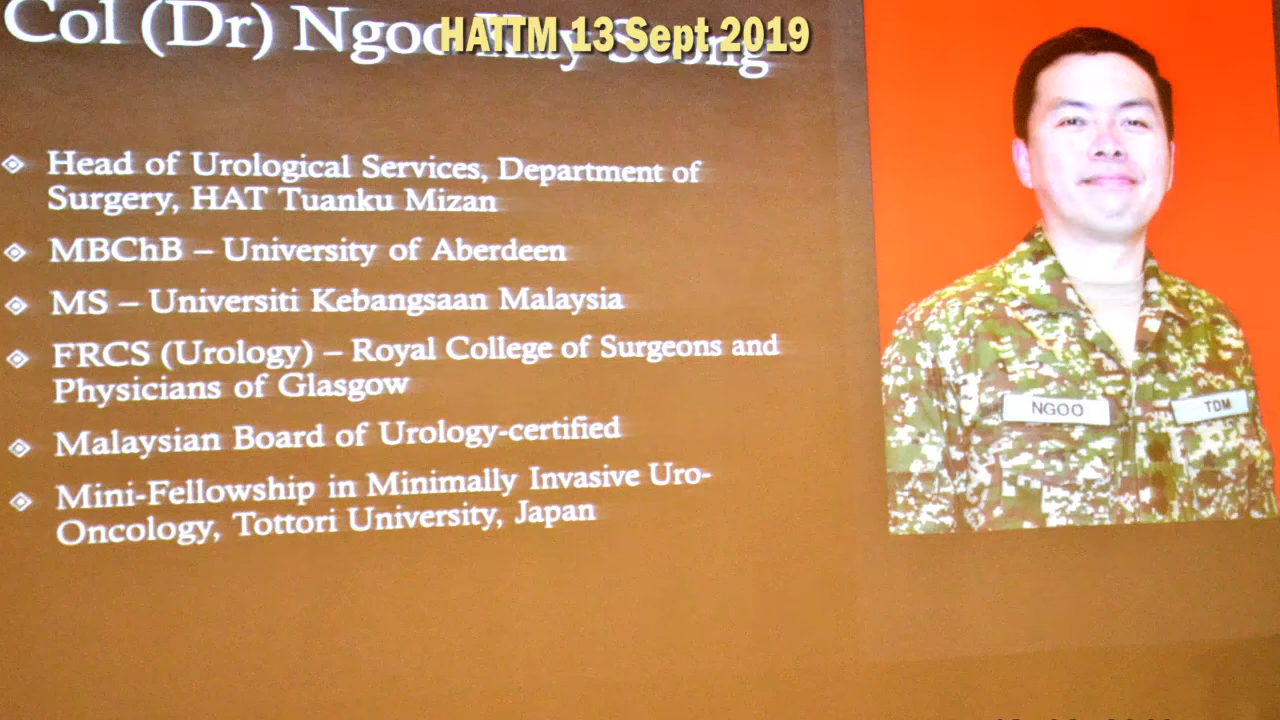 Col (Dr) Ngoo Seong
HATTM 13 Sept 2019
Head of Urological Services, Department of
Surgery, HAT Tuanku Mizan
MBChB – University of Aberdeen
MS – Universiti Kebangsaan Malaysia
FRCS (Urology) – Royal College of Surgeons and
Physicians of Glasgow
Malaysian Board of Urology-certified
Mini-Fellowship in Minimally Invasive Uro-
Oncology, Tottori University, Japan
NGOO
TDM